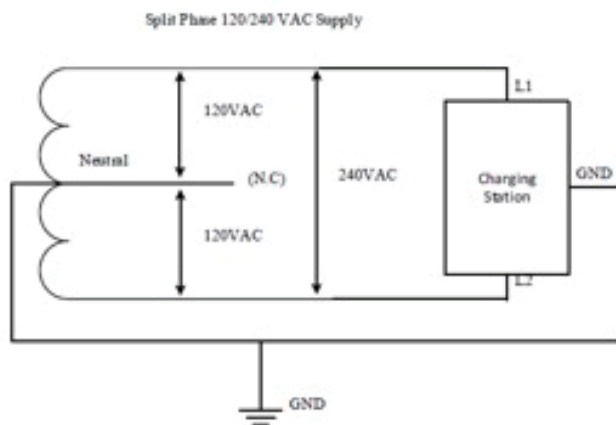 Split Phase 120/240 VAC Supply
L1
120VAC
Neutral
(N.C)
240VAC
GND
Charging
Station
120VAC
L2
GND